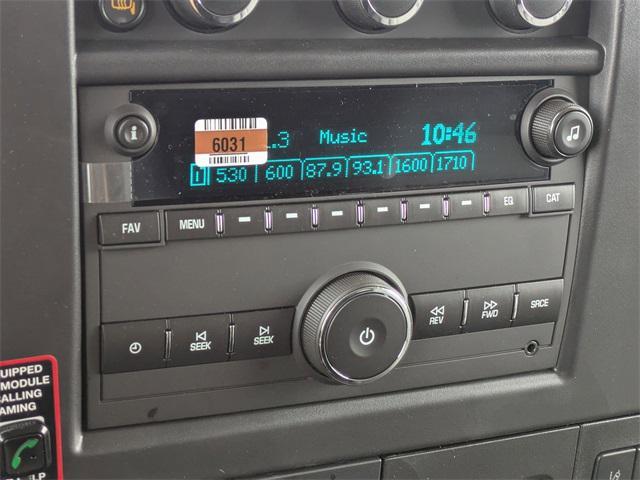 6031
.3 Music 10:46
1 530 600 87.9 93.1 1600 1710
FAV MENU EQ CAT
SEEK SEEK REV FWD SRCE
UIPPED
MODULE
ALLING
AMING